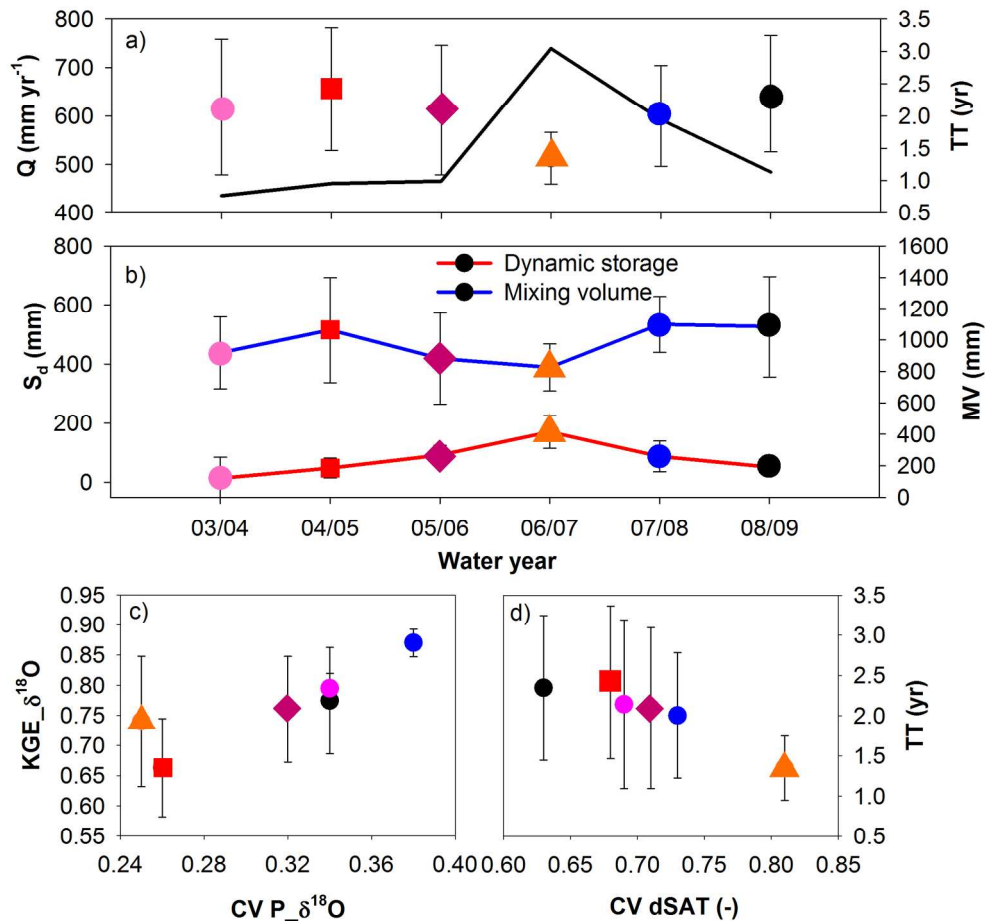 a)
Q (mm yr⁻¹)
800
700
600
500
400
3.5
3.0
2.5
2.0
1.5
1.0
0.5
TT (yr)
b)
Dynamic storage
Mixing volume
S_d (mm)
800
600
400
200
0
1600
1400
1200
1000
800
600
400
200
0
MV (mm)
03/04 04/05 05/06 06/07 07/08 08/09
Water year
c)
KGE_δ¹⁸O
0.95
0.90
0.85
0.80
0.75
0.70
0.65
0.60
0.55
0.24 0.28 0.32 0.36 0.40
CV P_δ¹⁸O
d)
3.5
3.0
2.5
2.0
1.5
1.0
0.5
TT (yr)
0.60 0.65 0.70 0.75 0.80 0.85
CV dSAT (-)